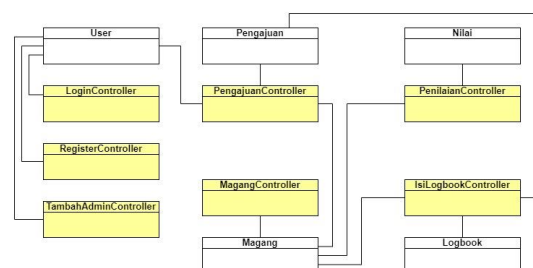 User
Pengajuan
Nilai
LoginController
PengajuanController
PenilaianController
RegisterController
TambahAdminController
MagangController
IsiLogbookController
Magang
Logbook